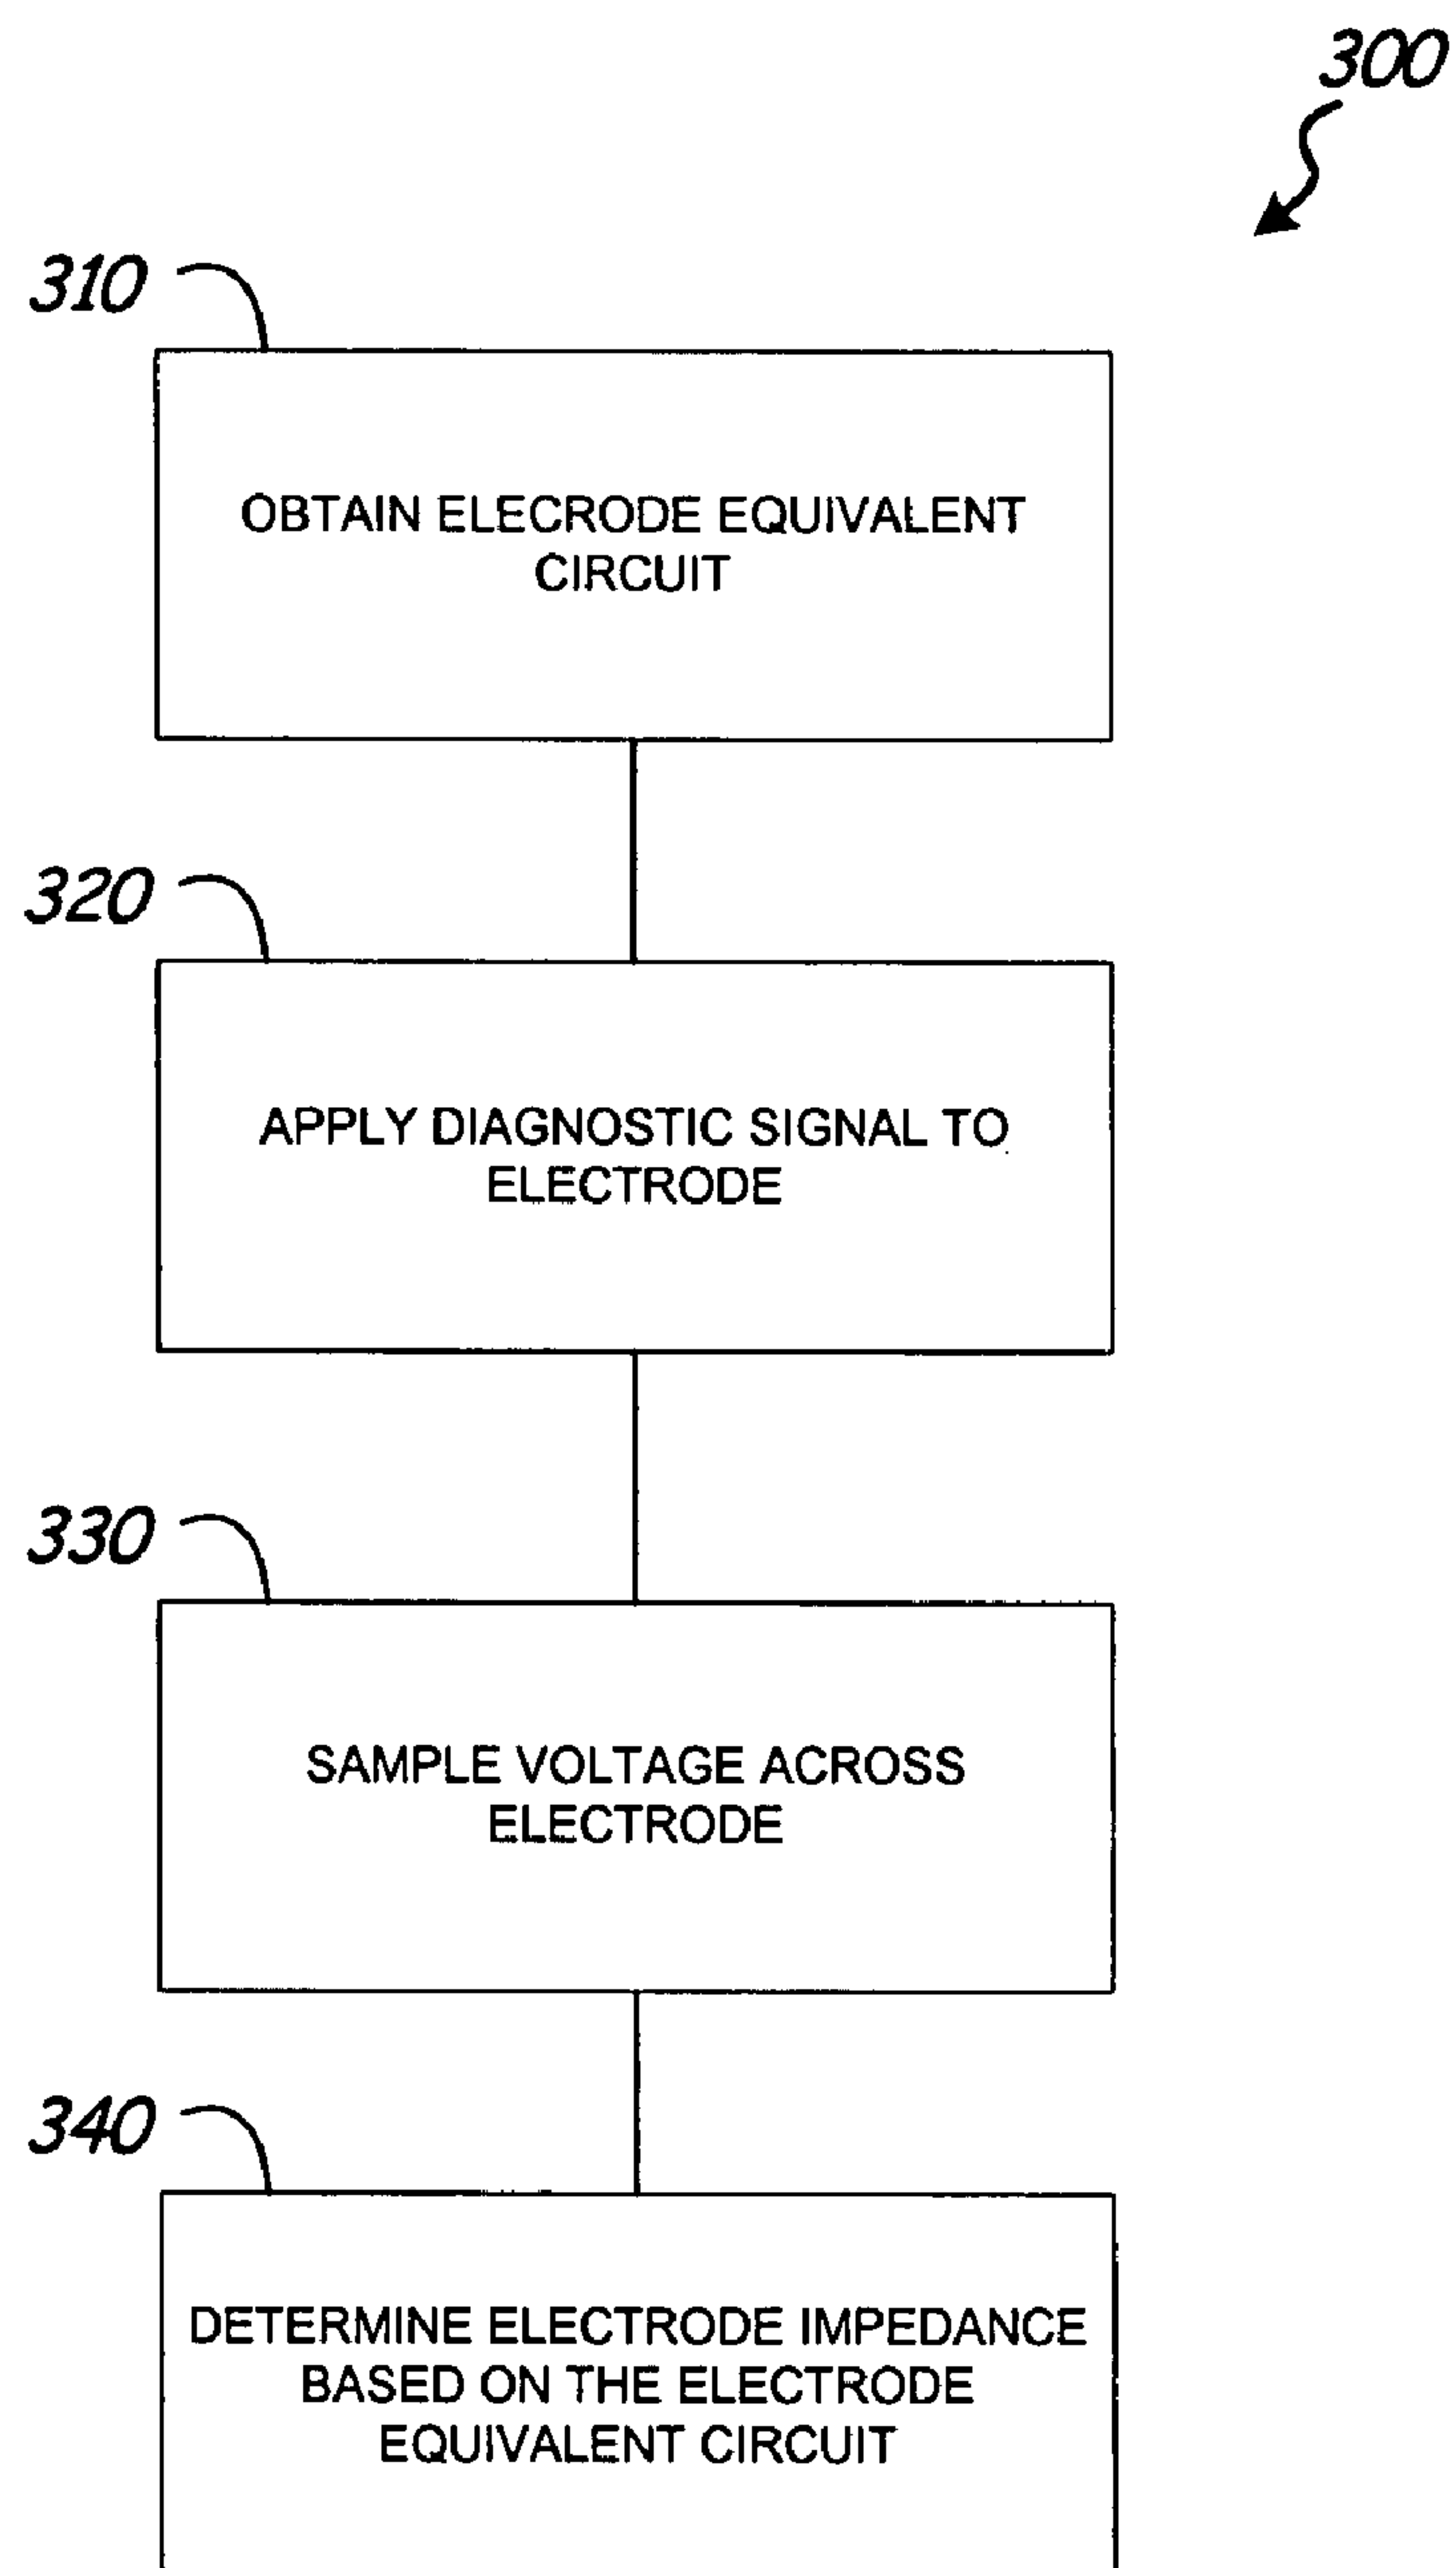 300
310
OBTAIN ELECRODE EQUIVALENT
CIRCUIT
320
APPLY DIAGNOSTIC SIGNAL TO
ELECTRODE
330
SAMPLE VOLTAGE ACROSS
ELECTRODE
340
DETERMINE ELECTRODE IMPEDANCE
BASED ON THE ELECTRODE
EQUIVALENT CIRCUIT